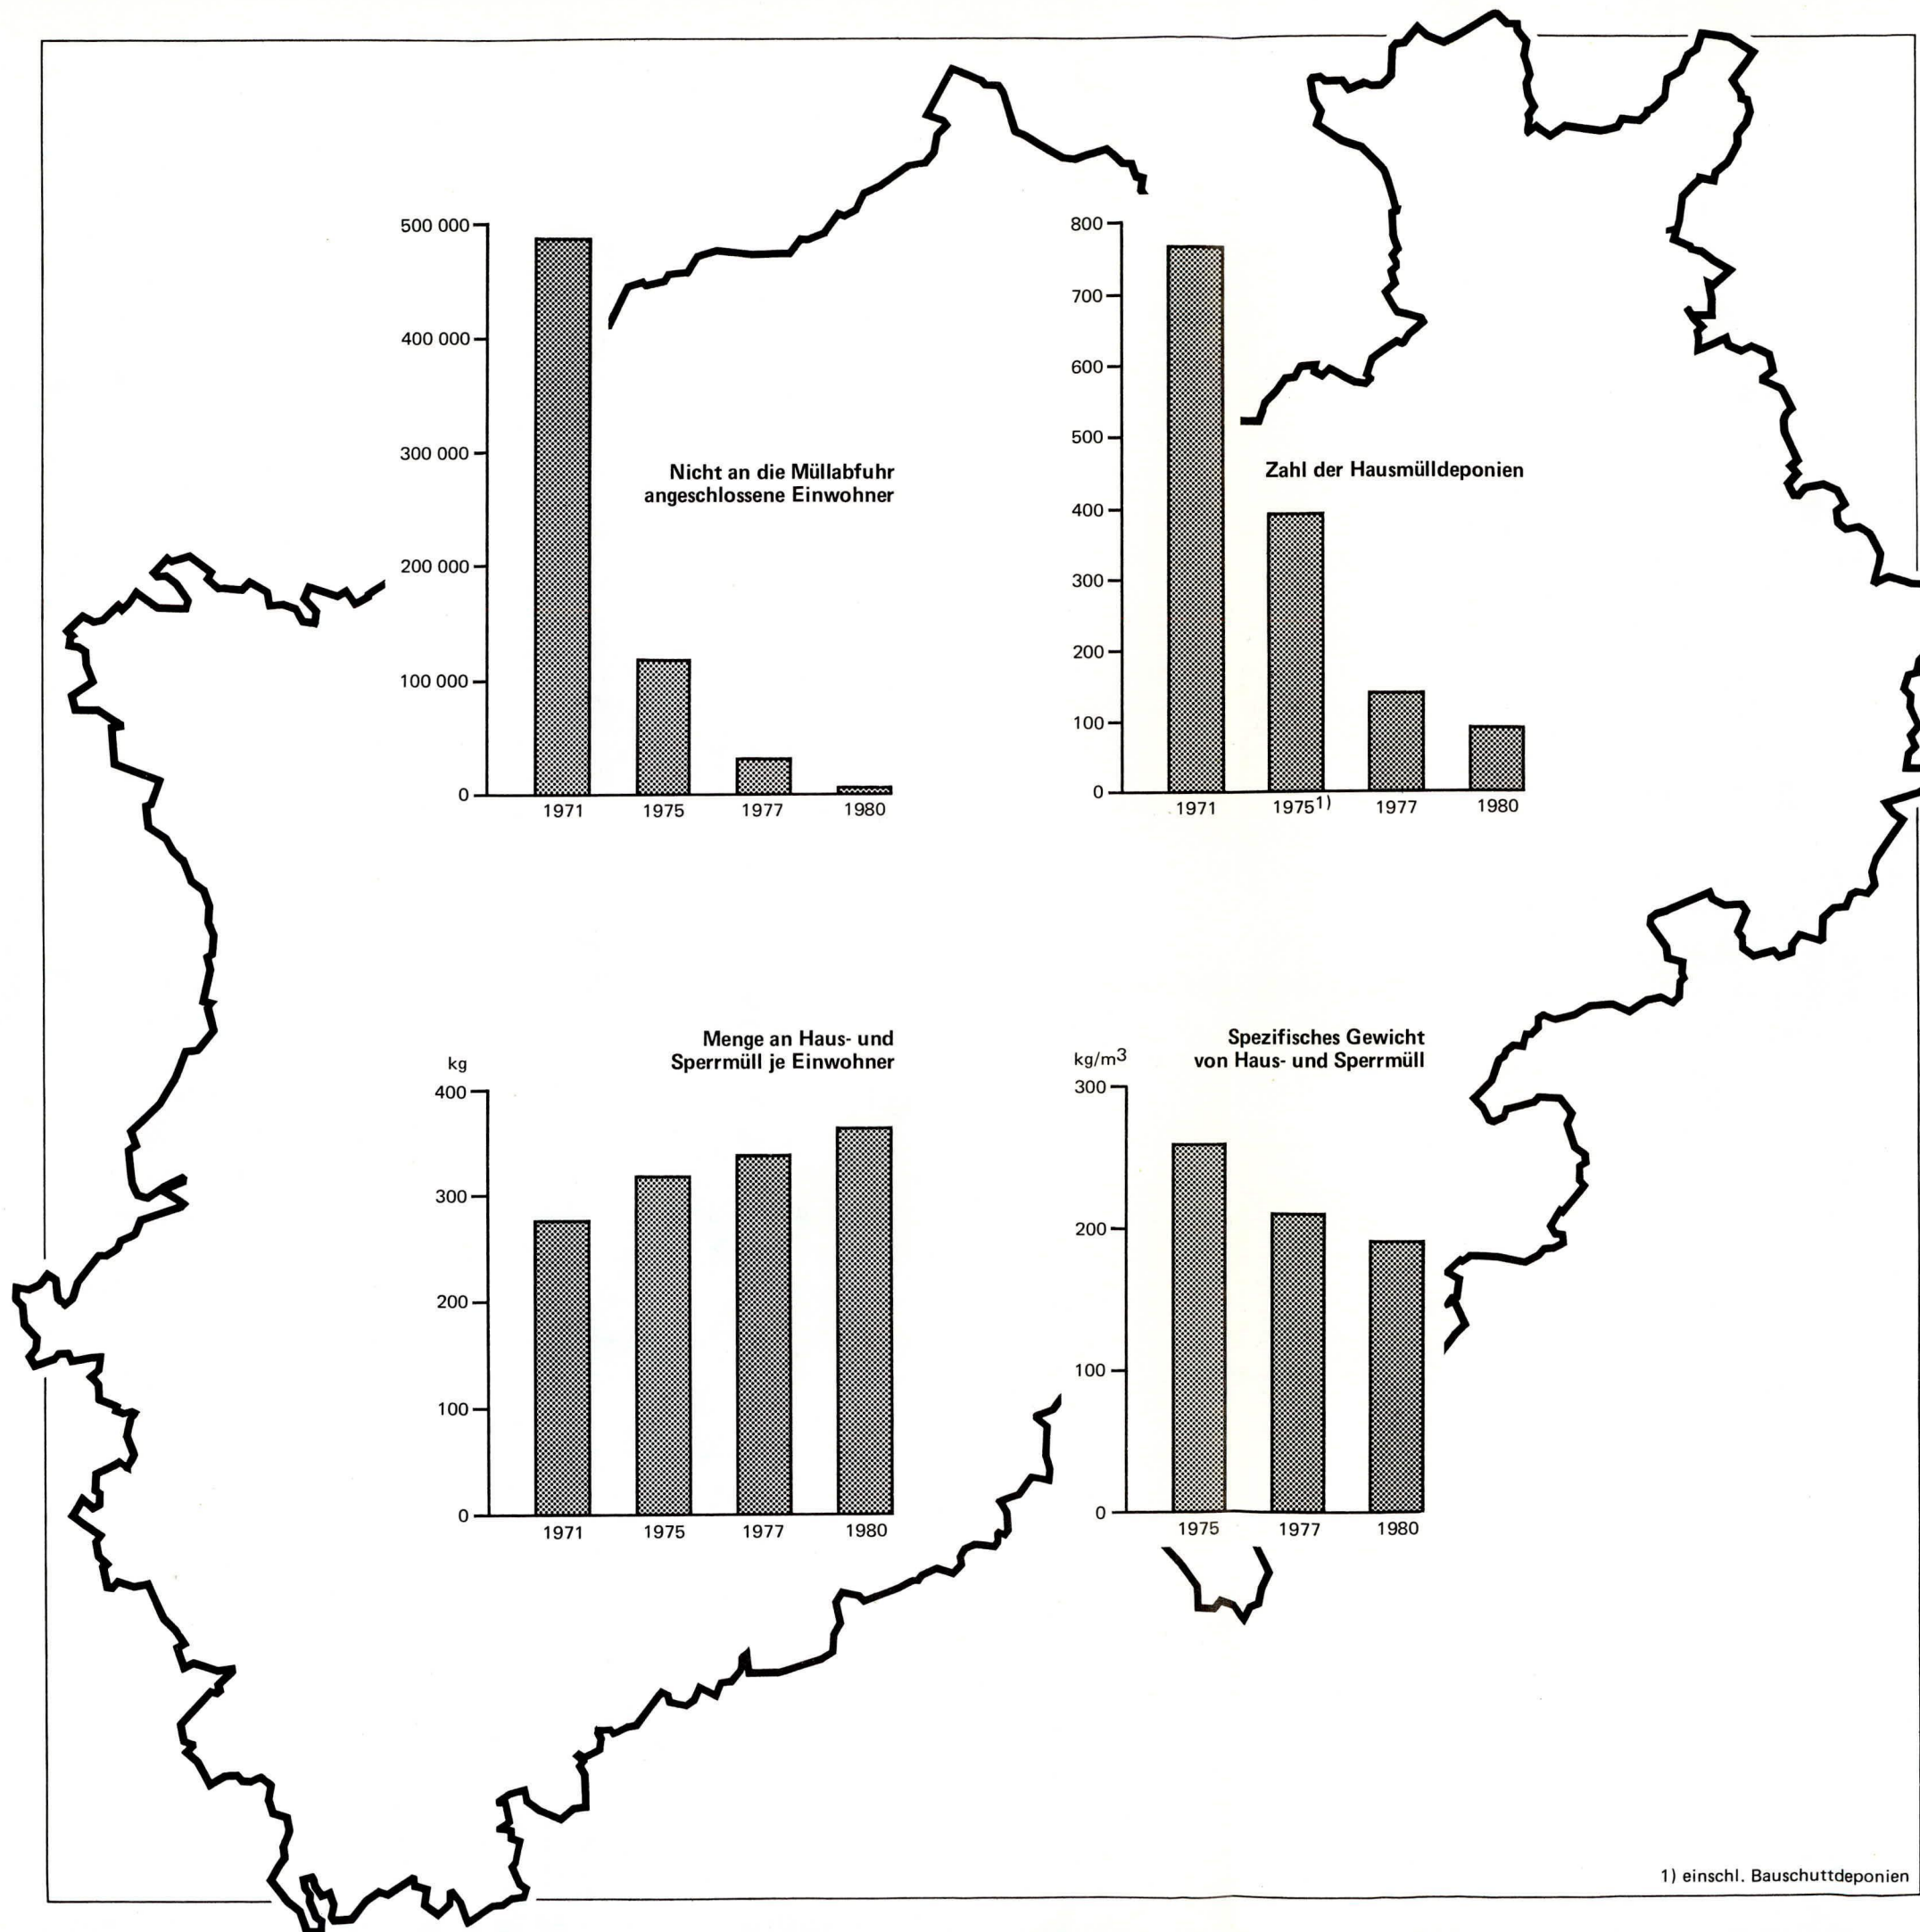 500 000
400 000
300 000
200 000
100 000
0
Nicht an die Müllabfuhr
angeschlossene Einwohner
1971 1975 1977 1980
800
700
600
500
400
300
200
100
0
Zahl der Hausmülldeponien
1971 1975¹⁾ 1977 1980
Menge an Haus- und
Sperrmüll je Einwohner
kg
400
300
200
100
0
1971 1975 1977 1980
Spezifisches Gewicht
von Haus- und Sperrmüll
kg/m³
300
200
100
0
1975 1977 1980
1) einschl. Bauschuttdeponien